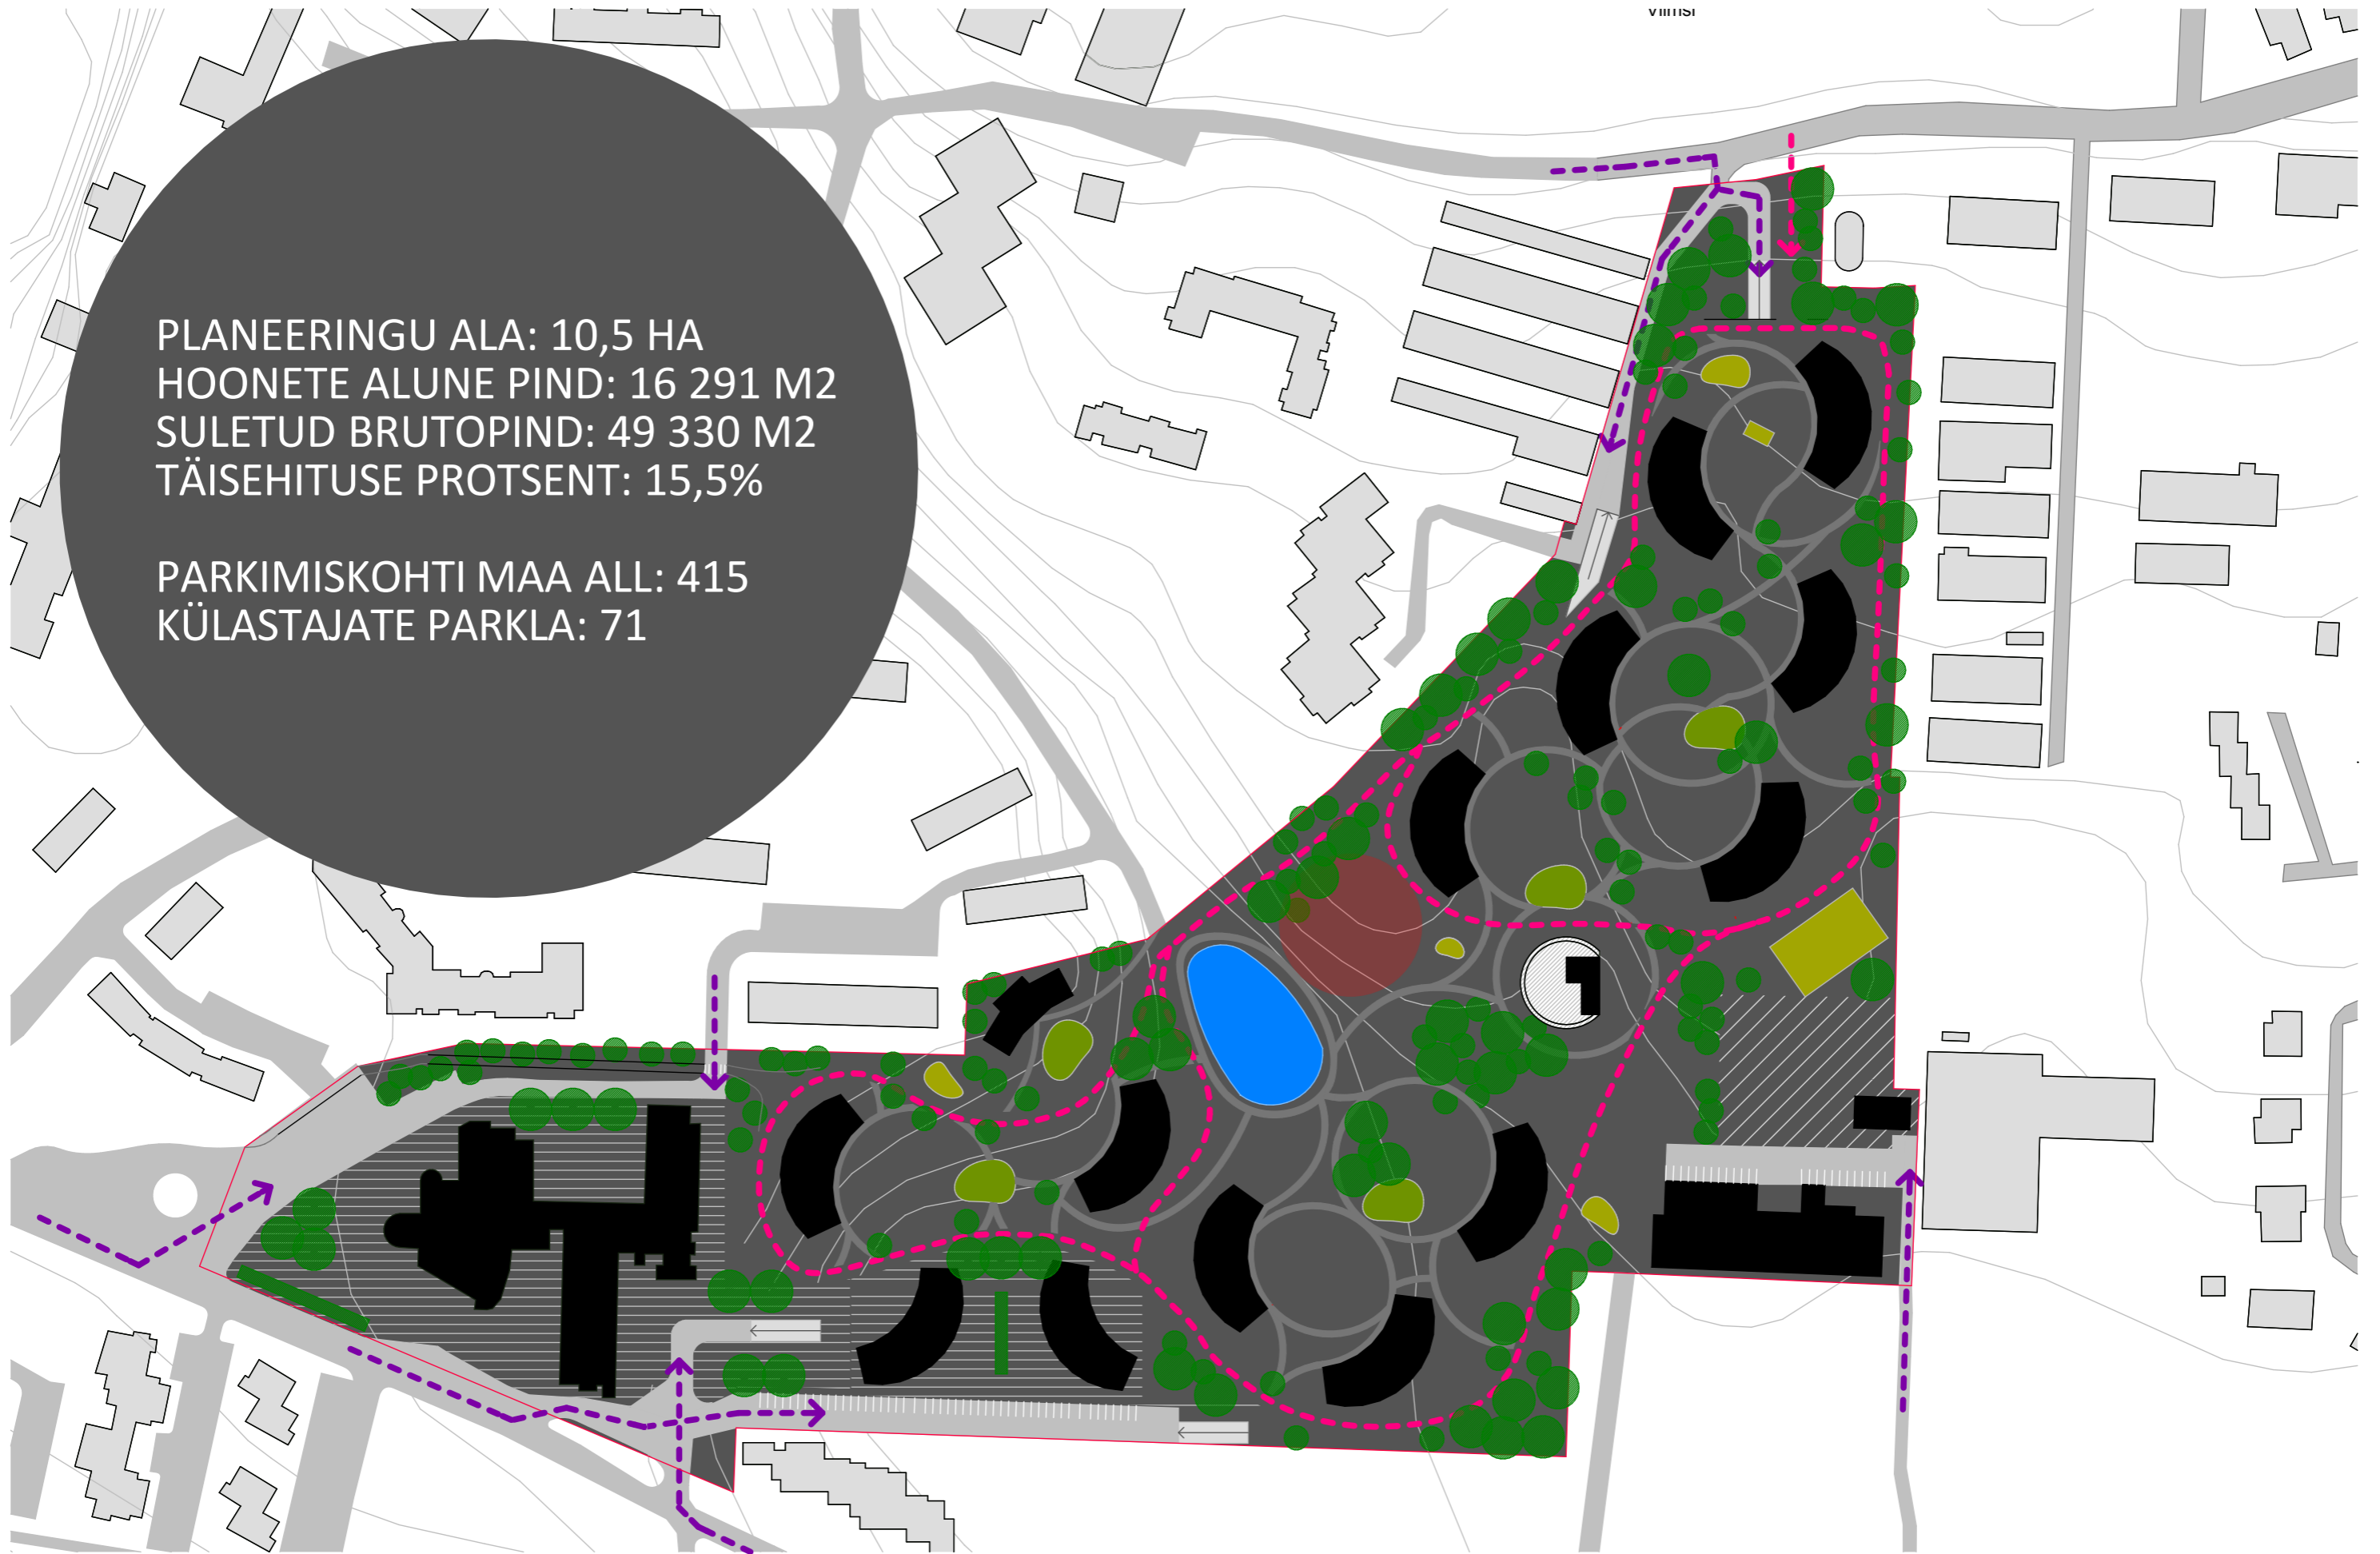 Viimsi
PLANEERINGU ALA: 10,5 HA
HOONETE ALUNE PIND: 16 291 M2
SULETUD BRUTOPIND: 49 330 M2
TÄISEHITUSE PROTSENT: 15,5%
PARKIMISKOHTI MAA ALL: 415
KÜLASTAJATE PARKLA: 71